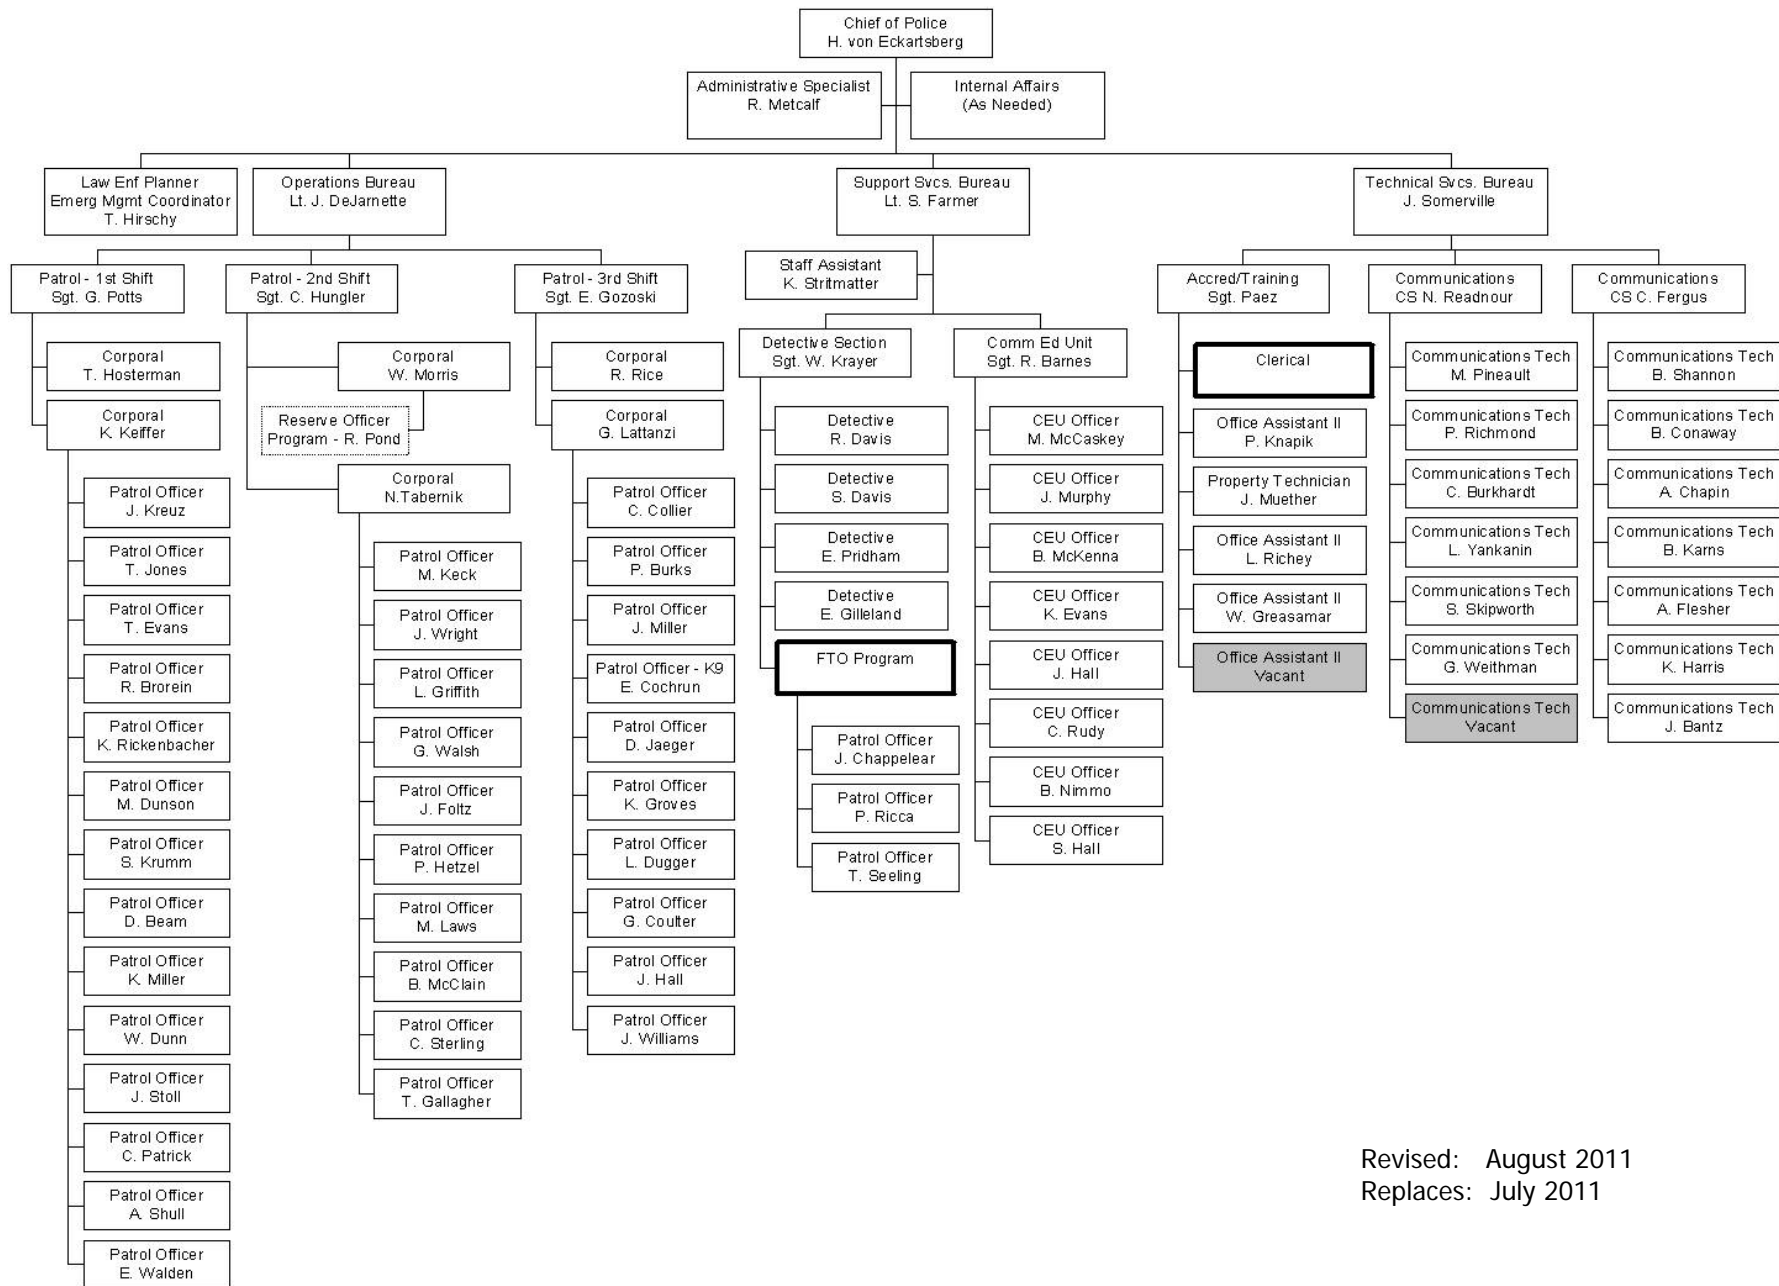 Chief of Police
H. von Eckartsberg
Administrative Specialist
R. Metcalf
Internal Affairs
(As Needed)
Law Enf Planner
Emerg Mgmt Coordinator
T. Hirschy
Operations Bureau
Lt. J. DeJarnette
Support Svcs. Bureau
Lt. S. Farmer
Technical Svcs. Bureau
J. Somerville
Patrol - 1st Shift
Sgt. G. Potts
Corporal
T. Hosterman
Corporal
K. Keiffer
Patrol Officer
J. Kreuz
Patrol Officer
T. Jones
Patrol Officer
T. Evans
Patrol Officer
R. Brorein
Patrol Officer
K. Rickenbacher
Patrol Officer
M. Dunson
Patrol Officer
S. Krumm
Patrol Officer
D. Beam
Patrol Officer
K. Miller
Patrol Officer
W. Dunn
Patrol Officer
J. Stoll
Patrol Officer
C. Patrick
Patrol Officer
A. Shull
Patrol Officer
E. Walden
Patrol - 2nd Shift
Sgt. C. Hungler
Corporal
W. Morris
Reserve Officer
Program - R. Pond
Corporal
N.Tabernik
Patrol Officer
M. Keck
Patrol Officer
J. Wright
Patrol Officer
L. Griffith
Patrol Officer
G. Walsh
Patrol Officer
J. Foltz
Patrol Officer
P. Hetzel
Patrol Officer
M. Laws
Patrol Officer
B. McClain
Patrol Officer
C. Sterling
Patrol Officer
T. Gallagher
Patrol - 3rd Shift
Sgt. E. Gozoski
Corporal
R. Rice
Corporal
G. Lattanzi
Patrol Officer
C. Collier
Patrol Officer
P. Burks
Patrol Officer
J. Miller
Patrol Officer - K9
E. Cochrun
Patrol Officer
D. Jaeger
Patrol Officer
K. Groves
Patrol Officer
L. Dugger
Patrol Officer
G. Coulter
Patrol Officer
J. Hall
Patrol Officer
J. Williams
Staff Assistant
K. Stritmatter
Detective Section
Sgt. W. Krayer
Detective
R. Davis
Detective
S. Davis
Detective
E. Pridham
Detective
E. Gilleland
FTO Program
Patrol Officer
J. Chappelear
Patrol Officer
P. Ricca
Patrol Officer
T. Seeling
Comm Ed Unit
Sgt. R. Barnes
CEU Officer
M. McCaskey
CEU Officer
J. Murphy
CEU Officer
B. McKenna
CEU Officer
K. Evans
CEU Officer
J. Hall
CEU Officer
C. Rudy
CEU Officer
B. Nimmo
CEU Officer
S. Hall
Accred/Training
Sgt. Paez
Clerical
Office Assistant II
P. Knapik
Property Technician
J. Muether
Office Assistant II
L. Richey
Office Assistant II
W. Greasamar
Office Assistant II
Vacant
Communications
CS N. Readnour
Communications Tech
M. Pineault
Communications Tech
P. Richmond
Communications Tech
C. Burkhardt
Communications Tech
L. Yankanin
Communications Tech
S. Skipworth
Communications Tech
G. Weithman
Communications Tech
Vacant
Communications
CS C. Fergus
Communications Tech
B. Shannon
Communications Tech
B. Conaway
Communications Tech
A. Chapin
Communications Tech
B. Karns
Communications Tech
A. Flesher
Communications Tech
K. Harris
Communications Tech
J. Bantz
Revised: August 2011
Replaces: July 2011